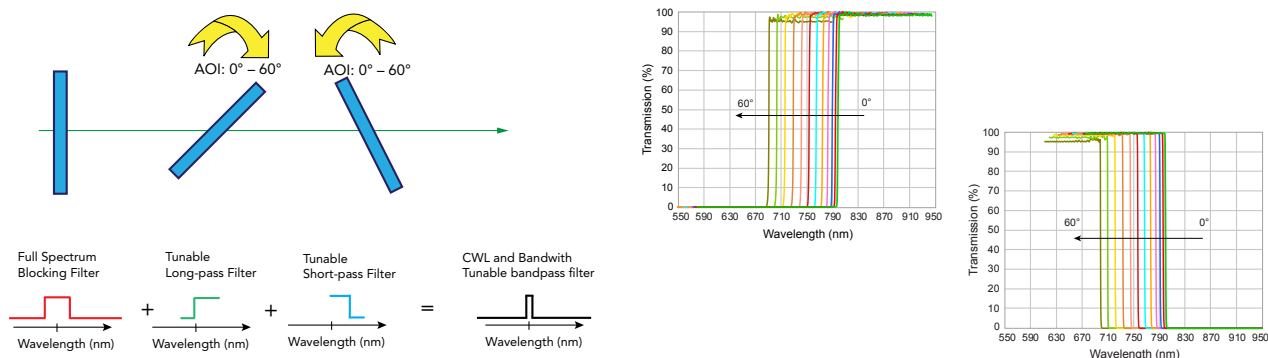 AOI: 0° – 60°
AOI: 0° – 60°
Full Spectrum
Blocking Filter
Tunable
Long-pass Filter
Tunable
Short-pass Filter
CWL and Bandwith
Tunable bandpass filter
+
+
=
Wavelength (nm)
Wavelength (nm)
Wavelength (nm)
Wavelength (nm)
Transmission (%)
100
90
80
70
60
50
40
30
20
10
0
60°
0°
550 590 630 670 710 750 790 830 870 910 950
Wavelength (nm)
Transmission (%)
100
90
80
70
60
50
40
30
20
10
0
60°
0°
550 590 630 670 710 750 790 830 870 910 950
Wavelength (nm)